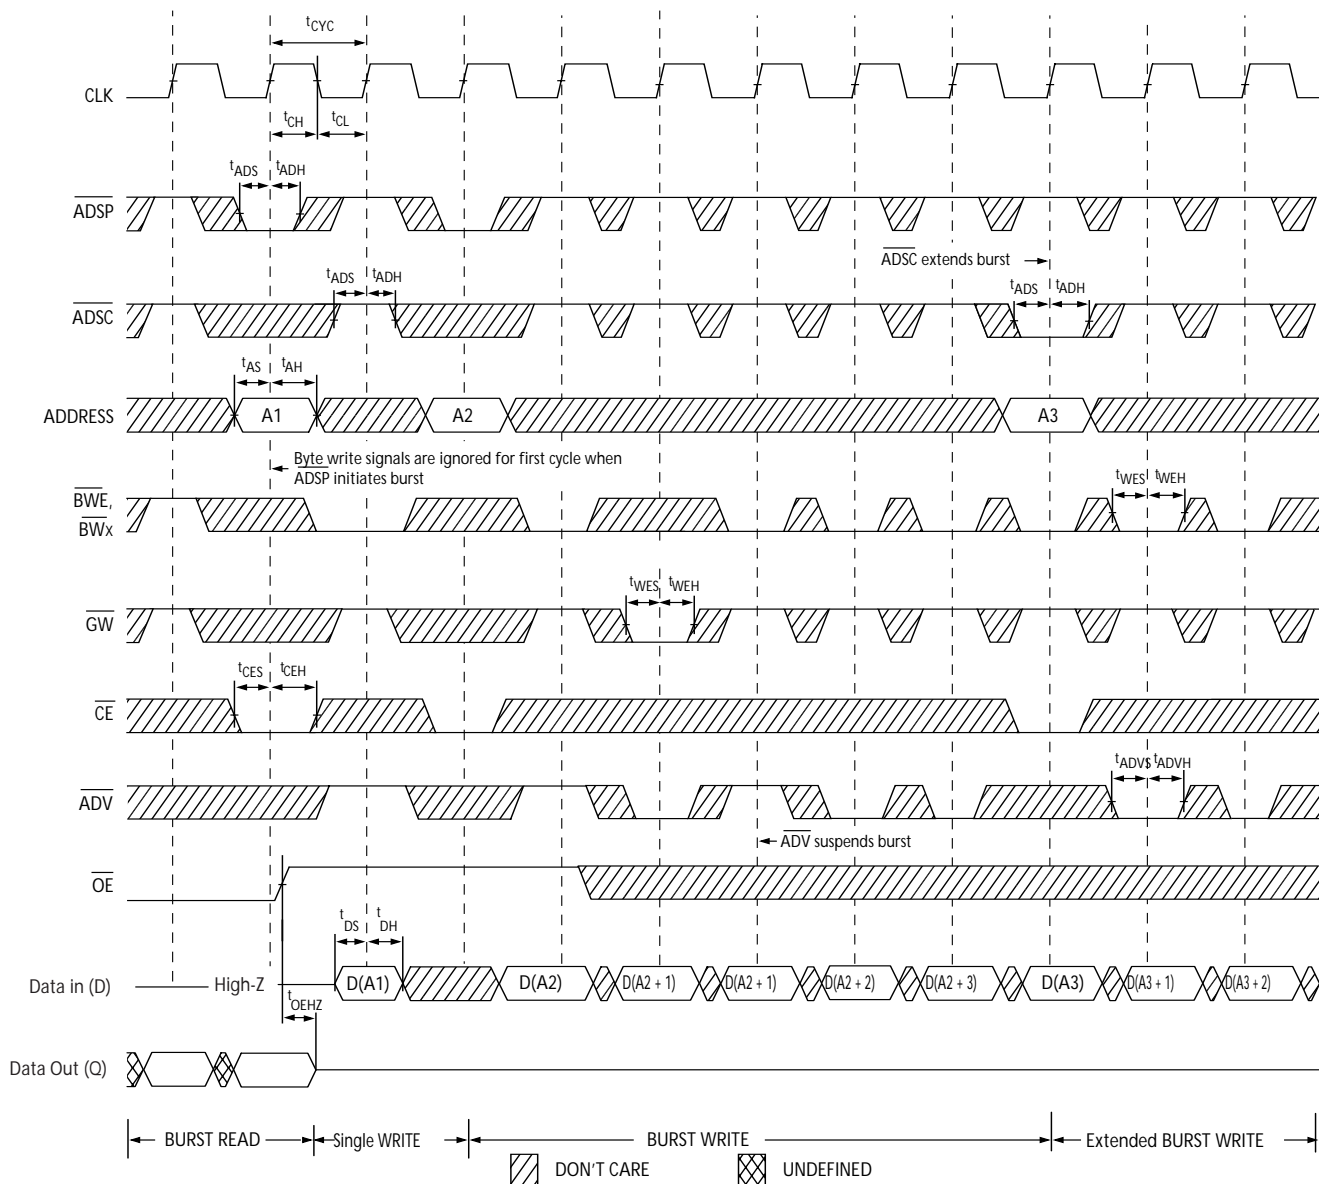 tCYC
CLK
tCH tCL
tADS tADH
ADSP
ADSC extends burst
tADS tADH
tADS tADH
ADSC
tAS tAH
ADDRESS A1 A2 A3
Byte write signals are ignored for first cycle when
ADSP initiates burst
tWES tWEH
BWE,
BWx
tWES tWEH
GW
tCES tCEH
CE
tADVS tADVH
ADV
ADV suspends burst
OE
tDS tDH
Data in (D) High-Z D(A1) D(A2) D(A2 + 1) D(A2 + 1) D(A2 + 2) D(A2 + 3) D(A3) D(A3 + 1) D(A3 + 2)
tOEHZ
Data Out (Q)
BURST READ Single WRITE BURST WRITE Extended BURST WRITE
DON'T CARE UNDEFINED